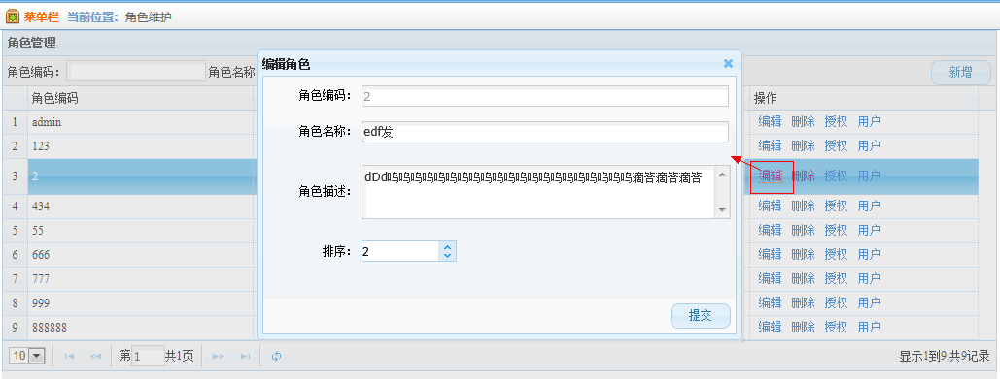 菜单栏 当前位置： 角色维护
角色管理
角色编码： 角色名称 新增
角色编码 操作
1 admin 编辑 删除 授权 用户
2 123 编辑 删除 授权 用户
3 2 编辑 删除 授权 用户
4 434 编辑 删除 授权 用户
5 55 编辑 删除 授权 用户
6 666 编辑 删除 授权 用户
7 777 编辑 删除 授权 用户
8 999 编辑 删除 授权 用户
9 888888 编辑 删除 授权 用户
编辑角色
角色编码： 2
角色名称： edf发
角色描述： dDd呜呜呜呜呜呜呜呜呜呜呜呜呜呜呜呜呜呜呜呜呜滴答滴答滴答
排序： 2
提交
10 第 1 共1页 显示1到9,共9记录